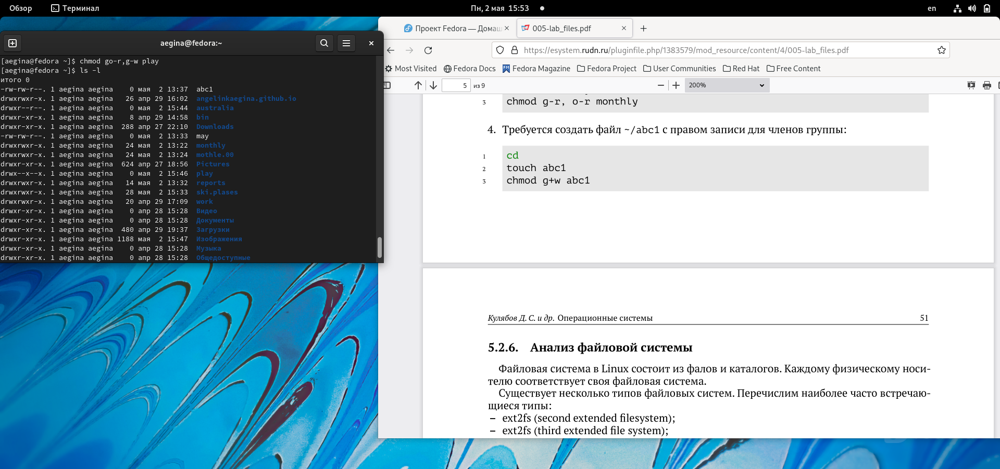 Обзор
Терминал
Пн, 2 мая 15:53
en
aegina@fedora:~
[aegina@fedora ~]$ chmod go-r,g-w play
[aegina@fedora ~]$ ls -l
итого 0
-rw-rw-r--. 1 aegina aegina    0 мая  2 13:37  abc1
drwxrwxr-x. 1 aegina aegina   26 апр 29 16:02  angelinkaegina.github.io
drwxr--r--. 1 aegina aegina    0 мая  2 15:44  australia
drwxr-xr-x. 1 aegina aegina    8 апр 29 14:58  bin
drwxr-xr-x. 1 aegina aegina  288 апр 27 22:10  Downloads
-rw-rw-r--. 1 aegina aegina    0 мая  2 13:33  may
drwxrwxr-x. 1 aegina aegina   24 мая  2 13:22  monthly
drwxrwxr-x. 1 aegina aegina   24 мая  2 13:24  mothle.00
drwxr-xr-x. 1 aegina aegina  624 апр 27 18:56  Pictures
drwx--x--x. 1 aegina aegina    0 мая  2 15:46  play
drwxrwxr-x. 1 aegina aegina   14 мая  2 13:32  reports
drwxrwxr-x. 1 aegina aegina   28 мая  2 15:33  ski.plases
drwxrwxr-x. 1 aegina aegina   20 апр 29 17:09  work
drwxr-xr-x. 1 aegina aegina    0 апр 28 15:28  Видео
drwxr-xr-x. 1 aegina aegina    0 апр 28 15:28  Документы
drwxr-xr-x. 1 aegina aegina  480 апр 29 19:37  Загрузки
drwxr-xr-x. 1 aegina aegina 1188 мая  2 15:47  Изображения
drwxr-xr-x. 1 aegina aegina    0 апр 28 15:28  Музыка
drwxr-xr-x. 1 aegina aegina    0 апр 28 15:28  Общедоступные
Проект Fedora — Домаш
005-lab_files.pdf
https://esystem.rudn.ru/pluginfile.php/1383579/mod_resource/content/4/005-lab_files.pdf
Most Visited Fedora Docs Fedora Magazine Fedora Project User Communities Red Hat Free Content
5 из 9
200%
3 chmod g-r, o-r monthly
4. Требуется создать файл ~/abc1 с правом записи для членов группы:
1 cd
2 touch abc1
3 chmod g+w abc1
Кулябов Д. С. и др. Операционные системы 51
5.2.6. Анализ файловой системы
Файловая система в Linux состоит из фалов и каталогов. Каждому физическому носи-
телю соответствует своя файловая система.
Существует несколько типов файловых систем. Перечислим наиболее часто встречаю-
щиеся типы:
– ext2fs (second extended filesystem);
– ext2fs (third extended file system);